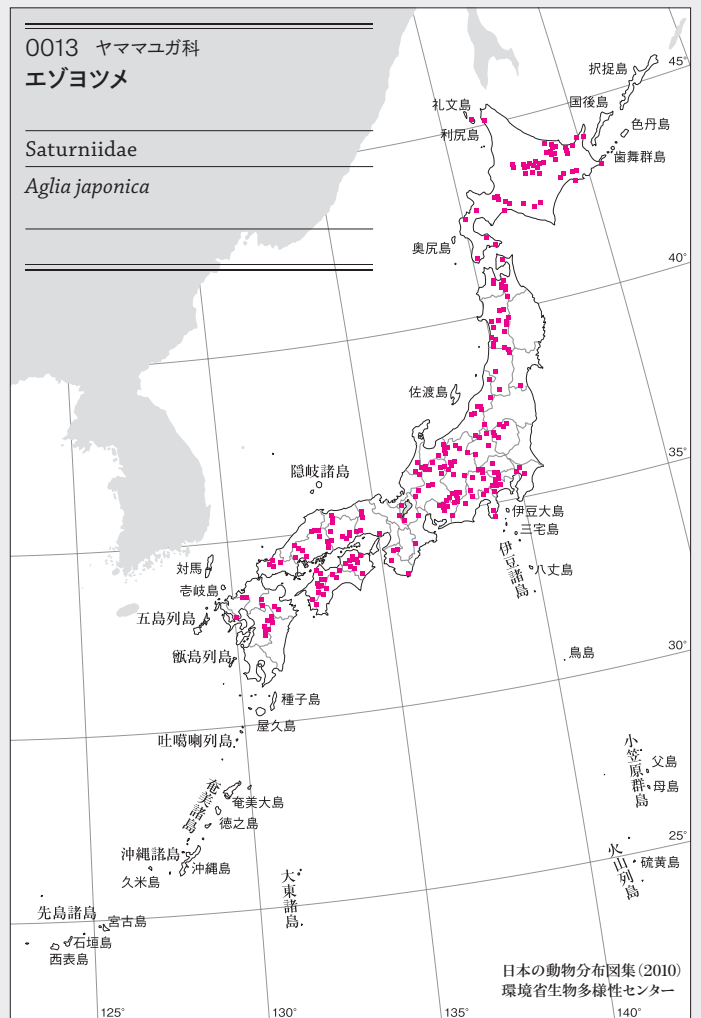 0013 ヤママユガ科
エゾヨツメ
Saturniidae
Aglia japonica
択捉島
45°
礼文島
国後島
利尻島
色丹島
歯舞群島
奥尻島
40°
佐渡島
35°
隠岐諸島
伊豆大島
三宅島
伊豆諸島
八丈島
対馬
壱岐島
五島列島
甑島列島
鳥島
30°
種子島
屋久島
吐噶喇列島
小笠原群島
父島
母島
奄美諸島
奄美大島
徳之島
25°
沖縄諸島
沖縄島
久米島
大東諸島
火山列島
硫黄島
先島諸島
宮古島
石垣島
西表島
日本の動物分布図集(2010)
環境省生物多様性センター
125°
130°
135°
140°